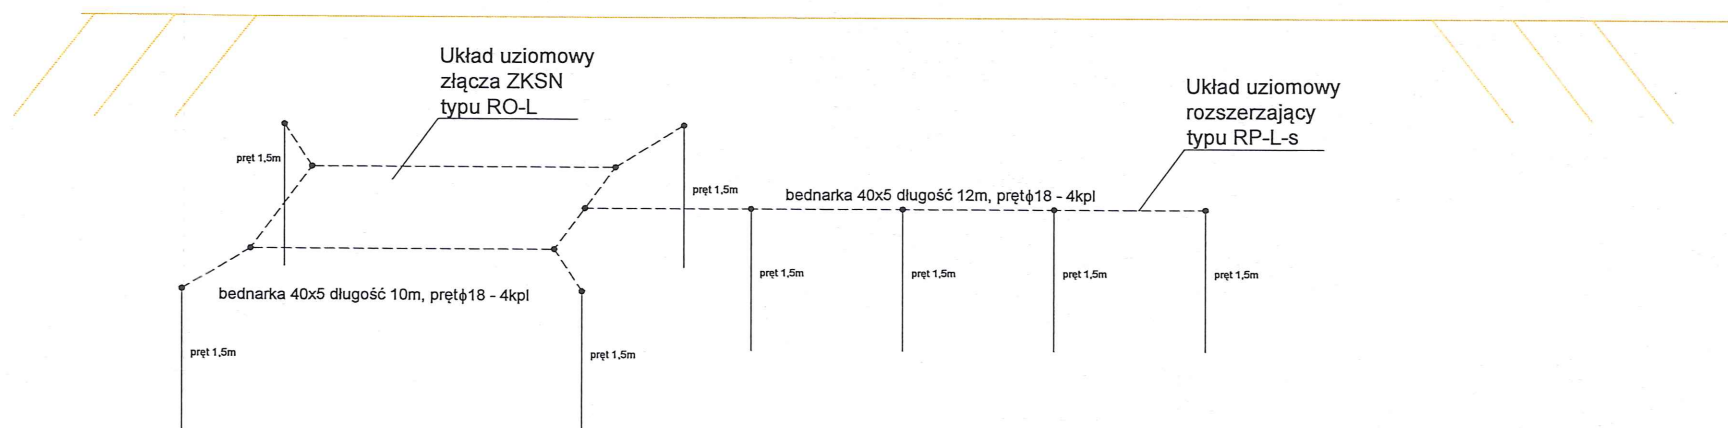 Układ uziomowy
złącza ZKSN
typu RO-L
Układ uziomowy
rozszerzający
typu RP-L-s
pręt 1,5m
pręt 1,5m
bednarka 40x5 długość 12m, prętϕ18 - 4kpl
pręt 1,5m
pręt 1,5m
pręt 1,5m
pręt 1,5m
bednarka 40x5 długość 10m, prętϕ18 - 4kpl
pręt 1,5m
pręt 1,5m